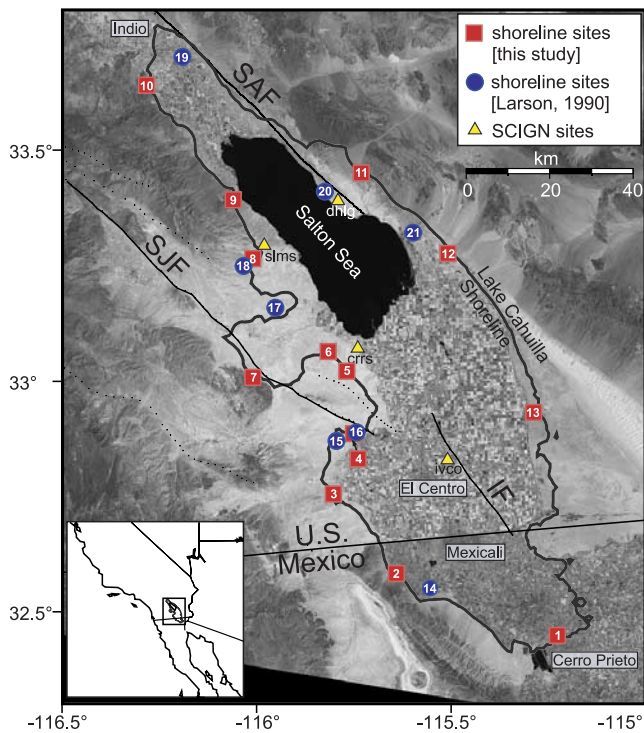 Indio
shoreline sites
[this study]
shoreline sites
[Larson, 1990]
SCIGN sites
19
10
SAF
33.5°
km
0 20 40
11
20
dhlg
9
Salton Sea
21
8
slms
18
12
SJF
17
Lake Cahuilla
Shoreline
6
crrs
5
33°
7
13
16
15
4
ivco
El Centro
IF
3
U.S.
Mexico
Mexicali
2
14
32.5°
1
Cerro Prieto
-116.5°
-116°
-115.5°
-115°